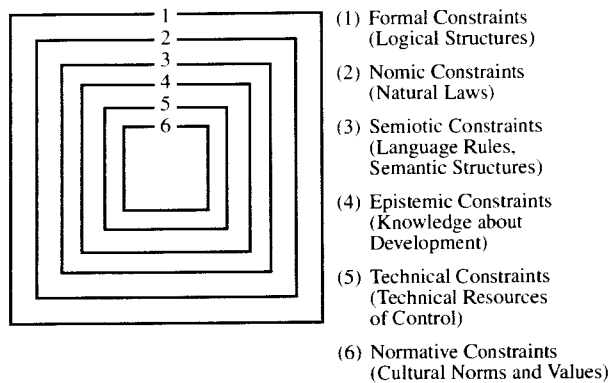 1
2
3
4
5
6
(1) Formal Constraints
(Logical Structures)
(2) Nomic Constraints
(Natural Laws)
(3) Semiotic Constraints
(Language Rules,
Semantic Structures)
(4) Epistemic Constraints
(Knowledge about
Development)
(5) Technical Constraints
(Technical Resources
of Control)
(6) Normative Constraints
(Cultural Norms and Values)